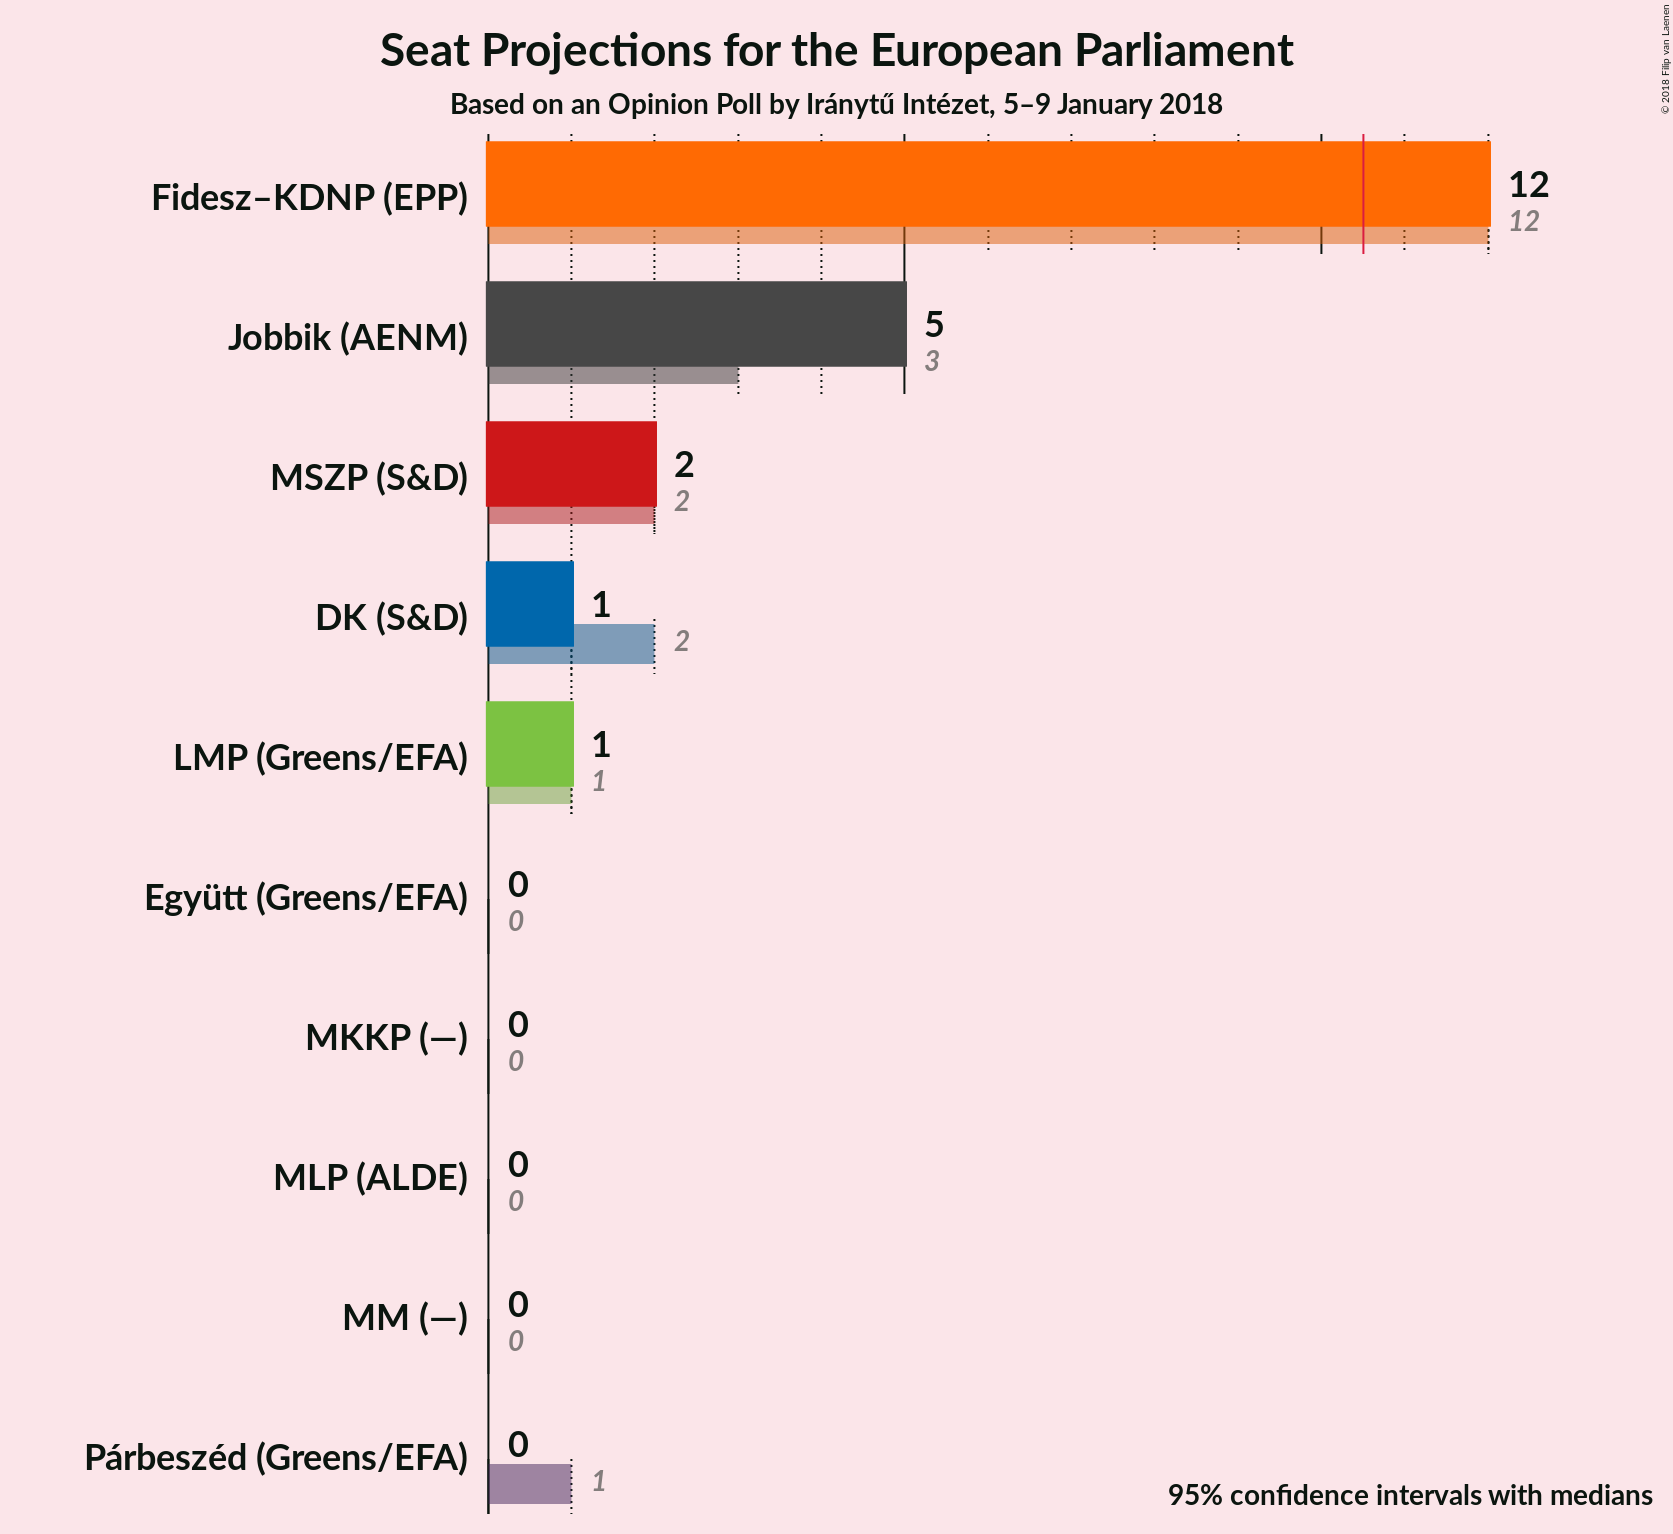 Seat Projections for the European Parliament
Based on an Opinion Poll by Iránytű Intézet, 5–9 January 2018
© 2018 Filip van Laenen
Fidesz–KDNP (EPP)
12
12
Jobbik (AENM)
5
3
MSZP (S&D)
2
2
DK (S&D)
1
2
LMP (Greens/EFA)
1
1
Együtt (Greens/EFA)
0
0
MKKP (—)
0
0
MLP (ALDE)
0
0
MM (—)
0
0
Párbeszéd (Greens/EFA)
0
1
95% confidence intervals with medians